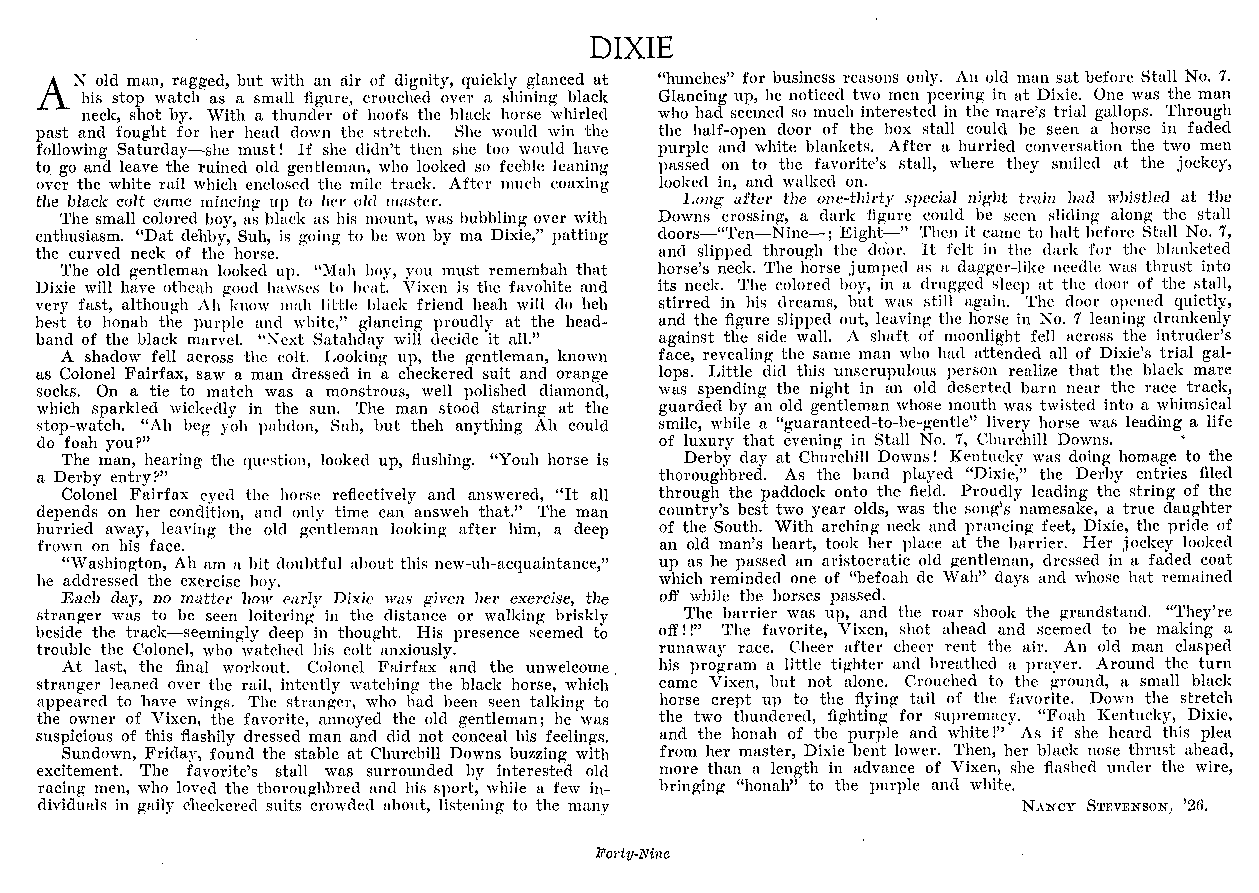 DIXIE
AN old man, ragged, but with an air of dignity, quickly glanced at
his stop watch as a small figure, crouched over a shining black
neck, shot by. With a thunder of hoofs the black horse whirled
past and fought for her head down the stretch. She would win the
following Saturday—she must! If she didn't then she too would have
to go and leave the ruined old gentleman, who looked so feeble leaning
over the white rail which enclosed the mile track. After much coaxing
the black colt came mincing up to her old master.
The small colored boy, as black as his mount, was bubbling over with
enthusiasm. "Dat dehby, Suh, is going to be won by ma Dixie," patting
the curved neck of the horse.
The old gentleman looked up. "Mah boy, you must remembah that
Dixie will have otheah good hawses to beat. Vixen is the favohite and
very fast, although Ah know mah little black friend heah will do heh
best to honah the purple and white," glancing proudly at the head-
band of the black marvel. "Next Satahday will decide it all."
A shadow fell across the colt. Looking up, the gentleman, known
as Colonel Fairfax, saw a man dressed in a checkered suit and orange
socks. On a tie to match was a monstrous, well polished diamond,
which sparkled wickedly in the sun. The man stood staring at the
stop-watch. "Ah beg yoh pahdon, Suh, but theh anything Ah could
do foah you?"
The man, hearing the question, looked up, flushing. "Youh horse is
a Derby entry?"
Colonel Fairfax eyed the horse reflectively and answered, "It all
depends on her condition, and only time can answeh that." The man
hurried away, leaving the old gentleman looking after him, a deep
frown on his face.
"Washington, Ah am a bit doubtful about this new-uh-acquaintance,"
he addressed the exercise boy.
Each day, no matter how early Dixie was given her exercise, the
stranger was to be seen loitering in the distance or walking briskly
beside the track—seemingly deep in thought. His presence seemed to
trouble the Colonel, who watched his colt anxiously.
At last, the final workout. Colonel Fairfax and the unwelcome
stranger leaned over the rail, intently watching the black horse, which
appeared to have wings. The stranger, who had been seen talking to
the owner of Vixen, the favorite, annoyed the old gentleman; he was
suspicious of this flashily dressed man and did not conceal his feelings.
Sundown, Friday, found the stable at Churchill Downs buzzing with
excitement. The favorite's stall was surrounded by interested old
racing men, who loved the thoroughbred and his sport, while a few in-
dividuals in gaily checkered suits crowded about, listening to the many
"hunches" for business reasons only. An old man sat before Stall No. 7.
Glancing up, he noticed two men peering in at Dixie. One was the man
who had seemed so much interested in the mare's trial gallops. Through
the half-open door of the box stall could be seen a horse in faded
purple and white blankets. After a hurried conversation the two men
passed on to the favorite's stall, where they smiled at the jockey,
looked in, and walked on.
Long after the one-thirty special night train had whistled at the
Downs crossing, a dark figure could be seen sliding along the stall
doors—"Ten—Nine—; Eight—" Then it came to halt before Stall No. 7,
and slipped through the door. It felt in the dark for the blanketed
horse's neck. The horse jumped as a dagger-like needle was thrust into
its neck. The colored boy, in a drugged sleep at the door of the stall,
stirred in his dreams, but was still again. The door opened quietly,
and the figure slipped out, leaving the horse in No. 7 leaning drunkenly
against the side wall. A shaft of moonlight fell across the intruder's
face, revealing the same man who had attended all of Dixie's trial gal-
lops. Little did this unscrupulous person realize that the black mare
was spending the night in an old deserted barn near the race track,
guarded by an old gentleman whose mouth was twisted into a whimsical
smile, while a "guaranteed-to-be-gentle" livery horse was leading a life
of luxury that evening in Stall No. 7, Churchill Downs.
Derby day at Churchill Downs! Kentucky was doing homage to the
thoroughbred. As the band played "Dixie," the Derby entries filed
through the paddock onto the field. Proudly leading the string of the
country's best two year olds, was the song's namesake, a true daughter
of the South. With arching neck and prancing feet, Dixie, the pride of
an old man's heart, took her place at the barrier. Her jockey looked
up as he passed an aristocratic old gentleman, dressed in a faded coat
which reminded one of "befoah de Wah" days and whose hat remained
off while the horses passed.
The barrier was up, and the roar shook the grandstand. "They're
off!!" The favorite, Vixen, shot ahead and seemed to be making a
runaway race. Cheer after cheer rent the air. An old man clasped
his program a little tighter and breathed a prayer. Around the turn
came Vixen, but not alone. Crouched to the ground, a small black
horse crept up to the flying tail of the favorite. Down the stretch
the two thundered, fighting for supremacy. "Foah Kentucky, Dixie,
and the honah of the purple and white!" As if she heard this plea
from her master, Dixie bent lower. Then, her black nose thrust ahead,
more than a length in advance of Vixen, she flashed under the wire,
bringing "honah" to the purple and white.
NANCY STEVENSON, '26.
Forty-Nine